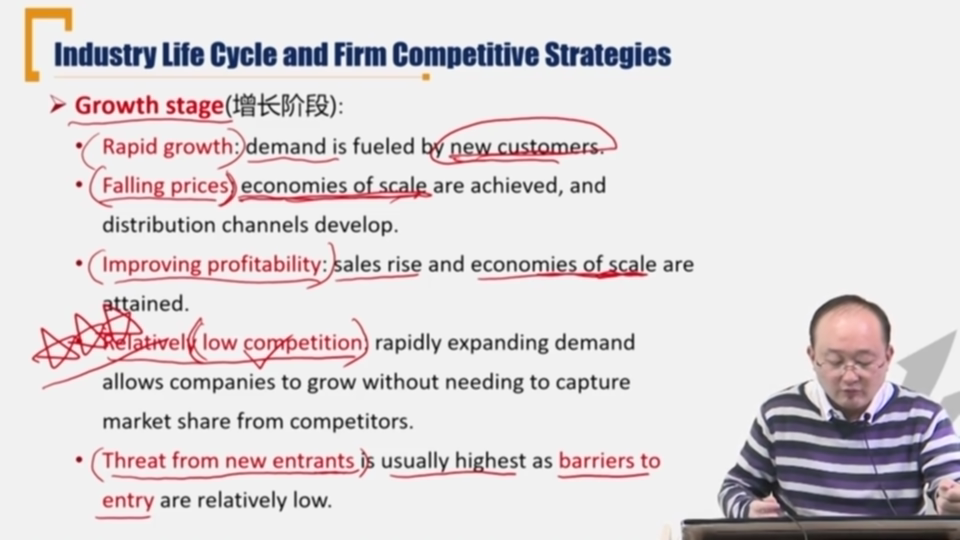 Industry Life Cycle and Firm Competitive Strategies
➢ Growth stage(增长阶段):
• Rapid growth: demand is fueled by new customers.
• Falling prices: economies of scale are achieved, and
distribution channels develop.
• Improving profitability: sales rise and economies of scale are
attained.
• Relatively low competition: rapidly expanding demand
allows companies to grow without needing to capture
market share from competitors.
• Threat from new entrants is usually highest as barriers to
entry are relatively low.